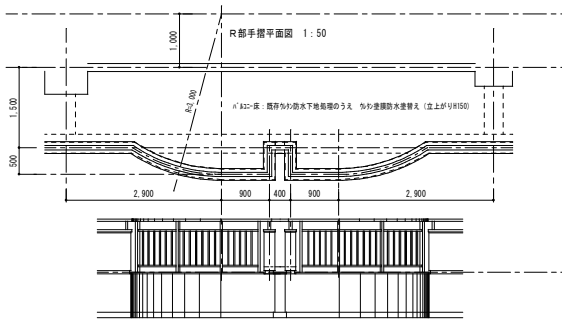 R部手摺平面図 1:50
1,000
R=3,000
1,500
バルコニー床：既存ウレタン防水下地処理のうえ ウレタン塗膜防水塗替え（立上がりH150）
500
2,900 900 400 900 2,900